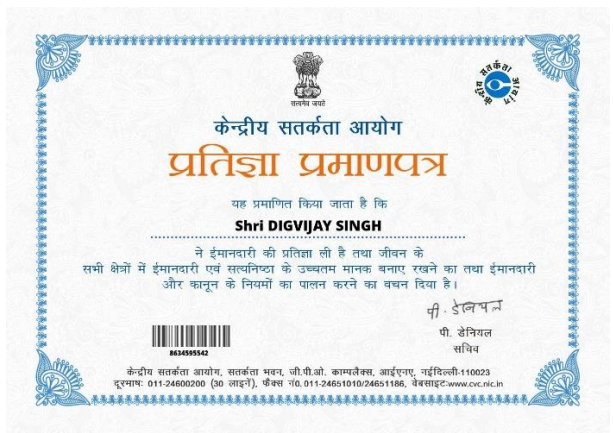 सत्यमेव जयते
केन्द्रीय सतर्कता आयोग
केन्द्रीय सतर्कता आयोग
प्रतिज्ञा प्रमाणपत्र
यह प्रमाणित किया जाता है कि
Shri DIGVIJAY SINGH
ने ईमानदारी की प्रतिज्ञा ली है तथा जीवन के
सभी क्षेत्रों में ईमानदारी एवं सत्यनिष्ठा के उच्चतम मानक बनाए रखने का तथा ईमानदारी
और कानून के नियमों का पालन करने का वचन दिया है।
पी. डेनियल
पी. डेनियल
सचिव
8634595542
केन्द्रीय सतर्कता आयोग, सतर्कता भवन, जी.पी.ओ. काम्पलैक्स, आईएनए, नईदिल्ली-110023
दूरभाषः 011-24600200 (30 लाइनें), फ़ैक्स नं0. 011-24651010/24651186, वेबसाइटःwww.cvc.nic.in